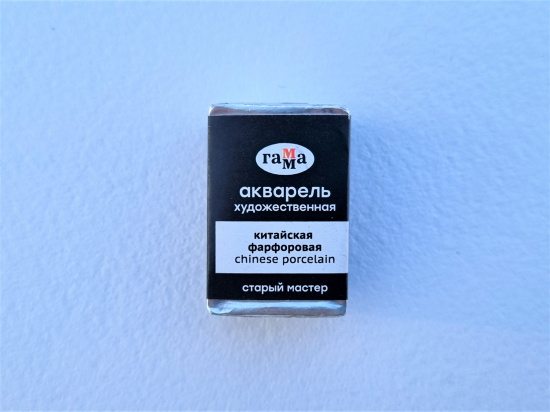 гамма
акварель
художественная
китайская
фарфоровая
chinese porcelain
старый мастер